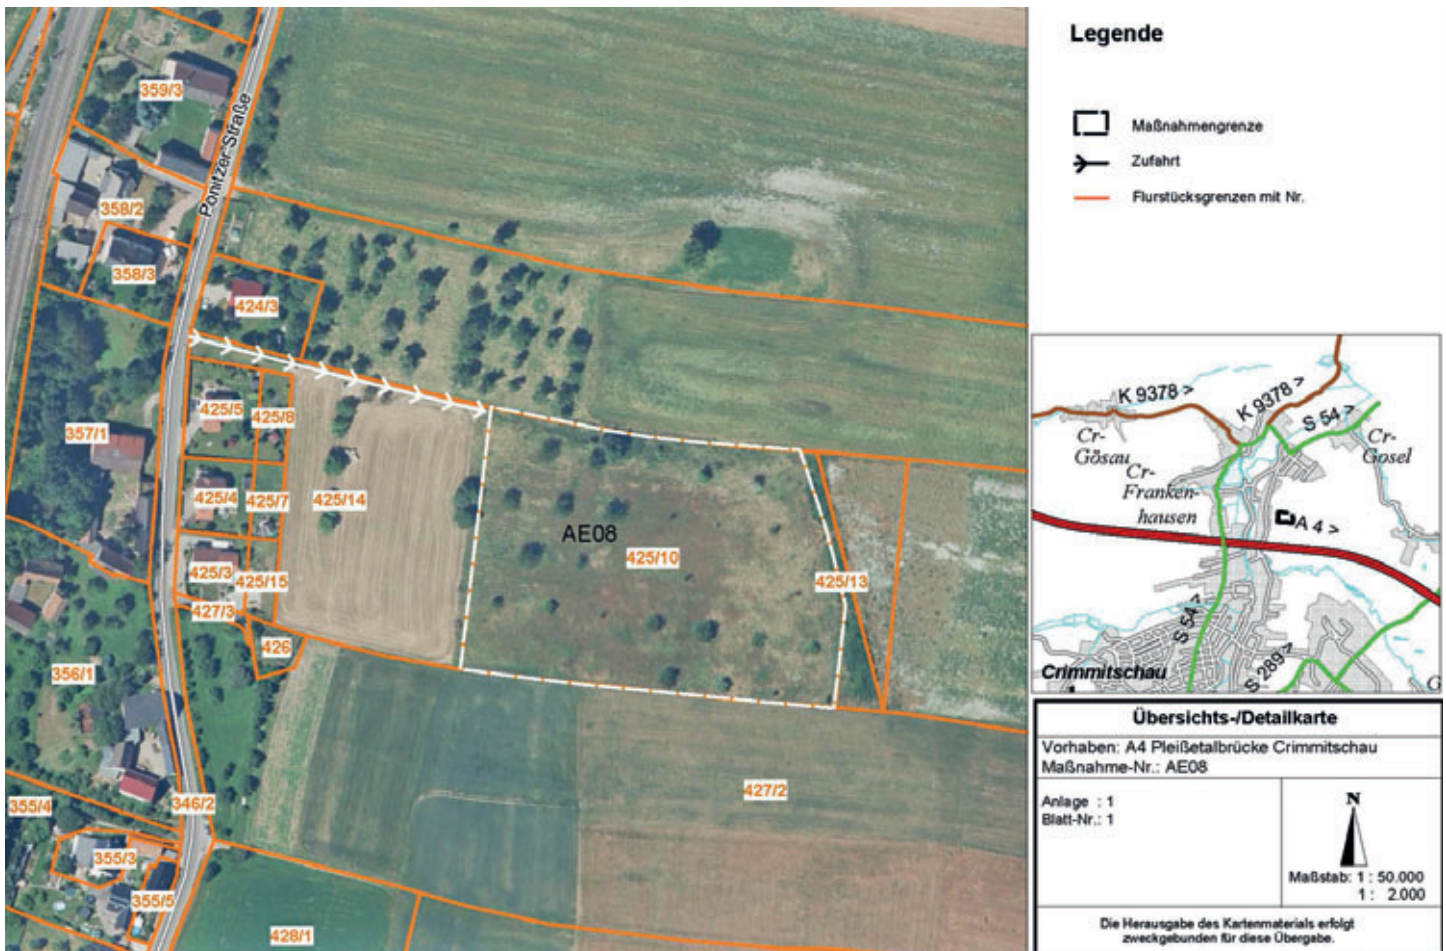 359/3
Ponitzer Straße
358/2
358/3
424/3
425/5
425/8
357/1
425/4
425/7
425/14
AE08
425/10
425/3
425/15
425/13
427/3
426
356/1
427/2
355/4
346/2
355/3
355/5
428/1
Legende
Maßnahmengrenze
Zufahrt
Flurstücksgrenzen mit Nr.
K 9378 >
K 9378 >
S 54 >
Cr-
Gösau
Cr-
Gosel
Cr-
Franken-
hausen
A 4 >
S 54 >
S 289 >
Crimmitschau
G
Übersichts-/Detailkarte
Vorhaben: A4 Pleißetalbrücke Crimmitschau
Maßnahme-Nr.: AE08
Anlage : 1
Blatt-Nr.: 1
N
Maßstab: 1 : 50.000
1 : 2.000
Die Herausgabe des Kartenmaterials erfolgt
zweckgebunden für diese Übergabe.